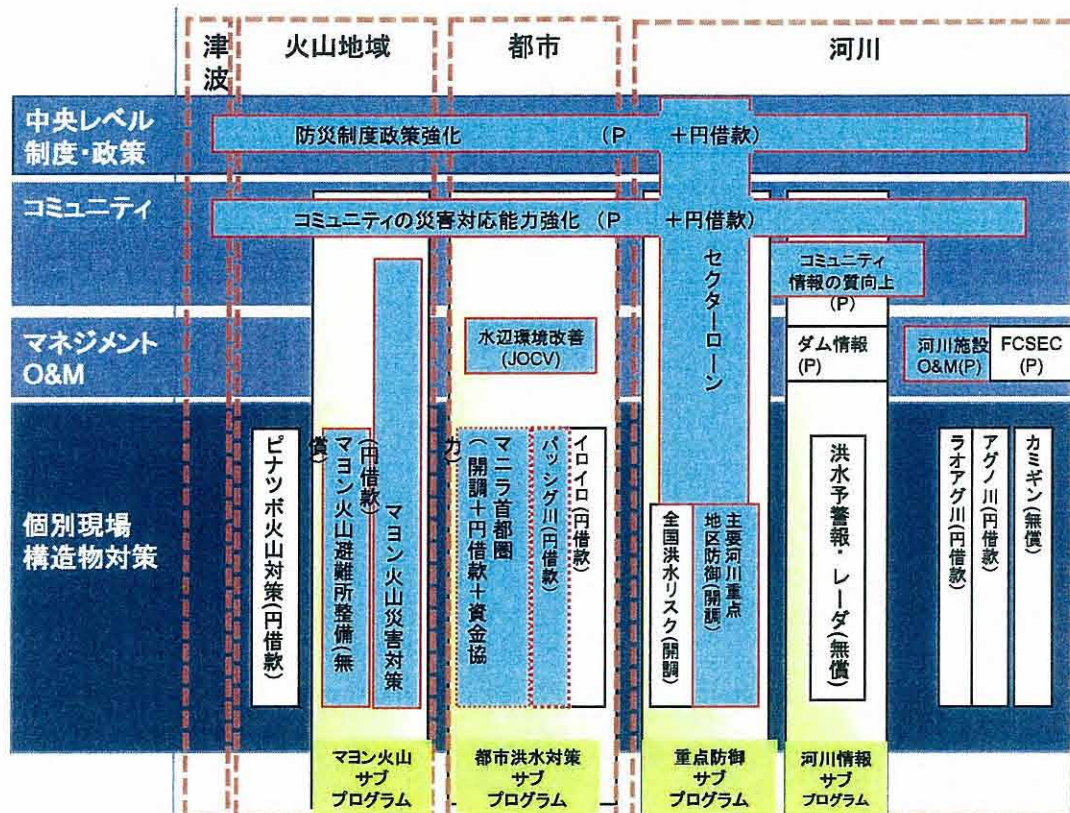 津波
火山地域
都市
河川
中央レベル
制度・政策
防災制度政策強化 (P +円借款)
コミュニティ
コミュニティの災害対応能力強化 (P +円借款)
セクターローン
コミュニティ
情報の質向上
(P)
マネジメント
O&M
水辺環境改善
(JOCV)
ダム情報
(P)
河川施設
O&M(P)
FCSEC
(P)
個別現場
構造物対策
ピナツボ火山対策(円借款)
マヨン火山避難所整備(無
償)
マヨン火山災害対策
(円借款)
マニラ首都圏
(開調+円借款+資金協
力)
パッシグ川(円借款)
イロイロ(円借款)
全国洪水リスク(開調)
主要河川重点
地区防御(開調)
洪水予警報・レーダ(無償)
ラオアグ川(円借款)
アグノ川(円借款)
カミギン(無償)
マヨン火山
サブ
プログラム
都市洪水対策
サブ
プログラム
重点防御
サブ
プログラム
河川情報
サブ
プログラム